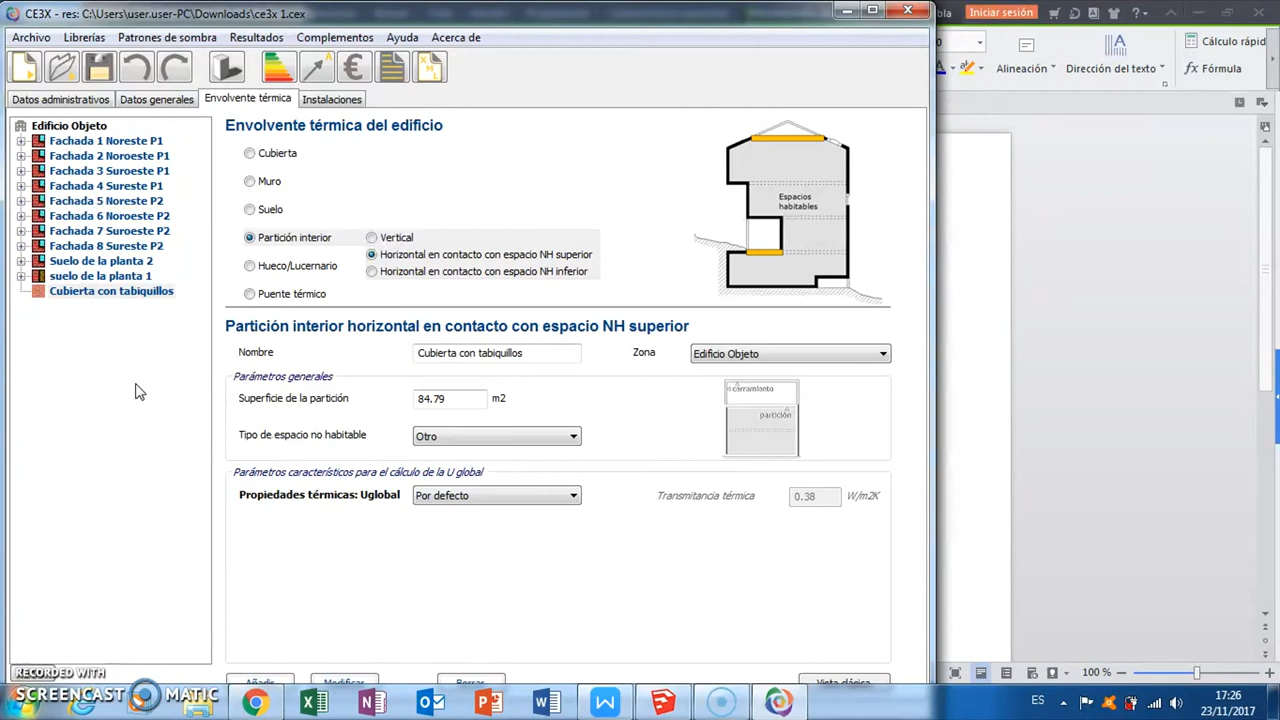 CE3X - res: C:\Users\user.user-PC\Downloads\ce3x 1.cex
Iniciar sesión
Archivo Librerías Patrones de sombra Resultados Complementos Ayuda Acerca de
Cálculo rápid
Alineación Dirección del texto Fórmula
Datos administrativos Datos generales Envolvente térmica Instalaciones
Edificio Objeto
Fachada 1 Noreste P1
Fachada 2 Noroeste P1
Fachada 3 Suroeste P1
Fachada 4 Sureste P1
Fachada 5 Noreste P2
Fachada 6 Noroeste P2
Fachada 7 Suroeste P2
Fachada 8 Sureste P2
Suelo de la planta 2
suelo de la planta 1
Cubierta con tabiquillos
Envolvente térmica del edificio
Cubierta
Muro
Suelo
Partición interior
Vertical
Horizontal en contacto con espacio NH superior
Horizontal en contacto con espacio NH inferior
Hueco/Lucernario
Puente térmico
Espacios
habitables
Partición interior horizontal en contacto con espacio NH superior
Nombre Cubierta con tabiquillos Zona Edificio Objeto
Parámetros generales
Superficie de la partición 84.79 m2
Tipo de espacio no habitable Otro
cerramiento
partición
Parámetros característicos para el cálculo de la U global
Propiedades térmicas: Uglobal Por defecto Transmitancia térmica 0.38 W/m2K
Añadir Modificar Borrar Vista clásica
100 %
RECORDED WITH
SCREENCAST MATIC
ES
17:26
23/11/2017